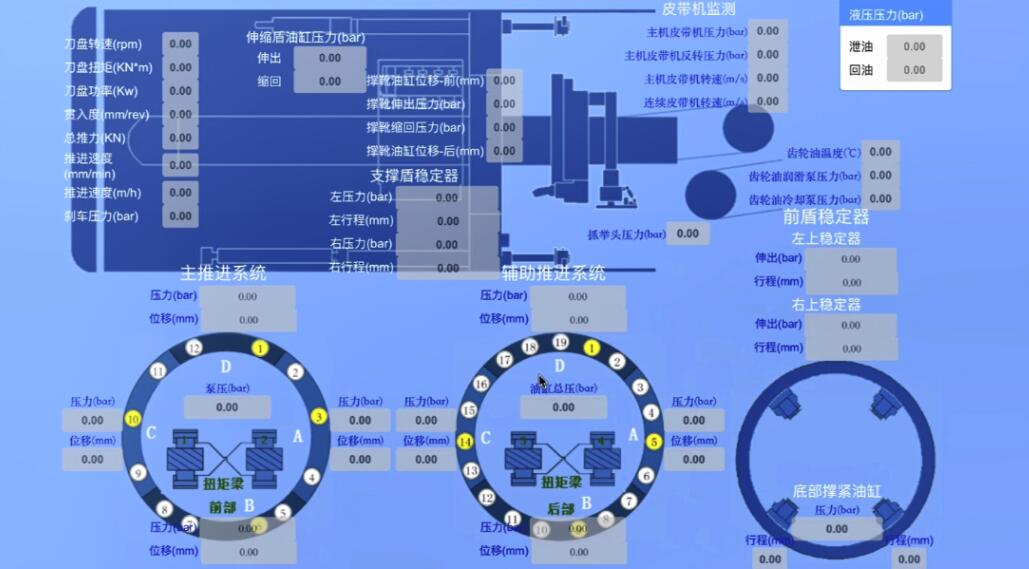 皮带机监测
液压压力(bar)
泄油 0.00
回油 0.00
刀盘转速(rpm) 0.00
刀盘扭矩(KN*m) 0.00
刀盘功率(Kw) 0.00
贯入度(mm/rev) 0.00
总推力(KN) 0.00
推进速度
(mm/min) 0.00
推进速度(m/h) 0.00
刹车压力(bar) 0.00
伸缩盾油缸压力(bar)
伸出 0.00
缩回 0.00
撑靴油缸位移-前(mm) 0.00
撑靴伸出压力(bar) 0.00
撑靴缩回压力(bar) 0.00
撑靴油缸位移-后(mm) 0.00
支撑盾稳定器
左压力(bar) 0.00
左行程(mm) 0.00
右压力(bar) 0.00
右行程(mm) 0.00
主机皮带机压力(bar) 0.00
主机皮带机反转压力(bar) 0.00
主机皮带机转速(m/s) 0.00
连续皮带机转速(m/s) 0.00
齿轮油温度(℃) 0.00
齿轮油润滑泵压力(bar) 0.00
齿轮油冷却泵压力(bar) 0.00
抓举头压力(bar) 0.00
前盾稳定器
左上稳定器
伸出(bar) 0.00
行程(mm) 0.00
右上稳定器
伸出(bar) 0.00
行程(mm) 0.00
主推进系统
压力(bar) 0.00
位移(mm) 0.00
12 1
11 D 2
泵压(bar)
0.00
压力(bar) 0.00
位移(mm) 0.00
10 C A 3
压力(bar) 0.00
位移(mm) 0.00
1 2
9 扭矩梁 4
前部 B
8 7 6 5
压力(bar) 0.00
位移(mm) 0.00
辅助推进系统
压力(bar) 0.00
位移(mm) 0.00
17 18 19 1 2
D
16 油缸总压(bar) 3
0.00
压力(bar) 0.00
位移(mm) 0.00
15 4
14 C A 5
压力(bar) 0.00
位移(mm) 0.00
3 4
13 扭矩梁 6
12 后部 B 7
11 10 9 8
压力(bar) 0.00
位移(mm) 0.00
底部撑紧油缸
压力(bar)
0.00
行程(mm) 行程(mm)
0.00 0.00